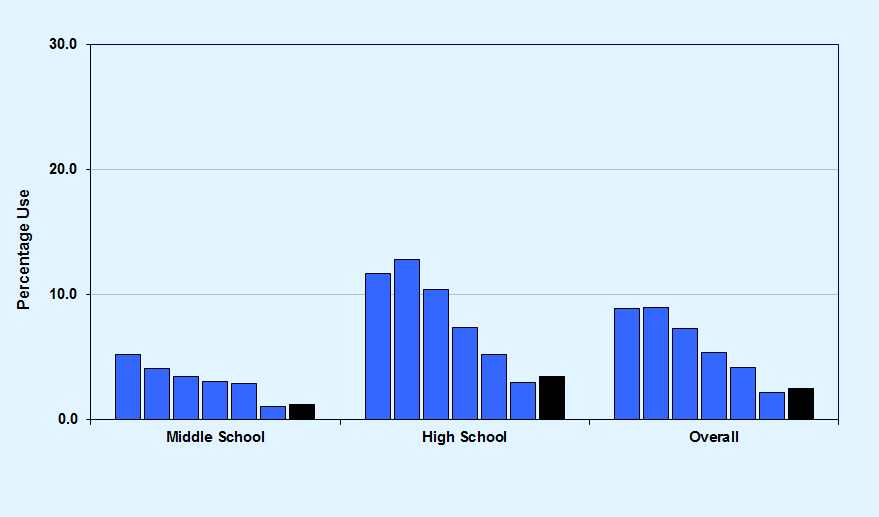 30.0
20.0
10.0
0.0
Percentage Use
Middle School
High School
Overall